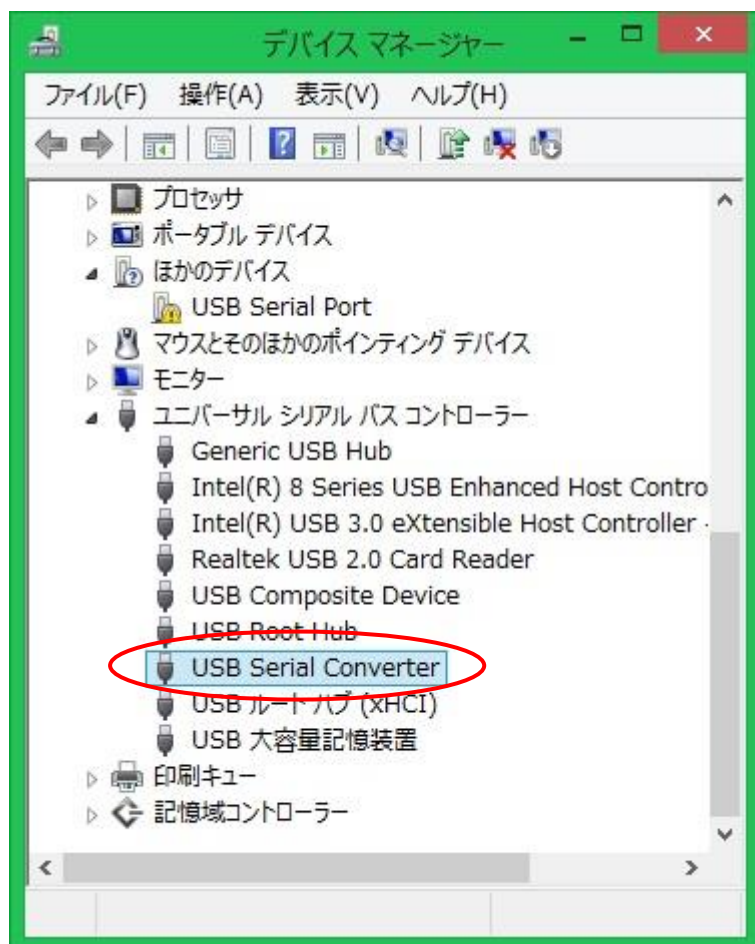 デバイス マネージャー
ファイル(F) 操作(A) 表示(V) ヘルプ(H)
プロセッサ
ポータブル デバイス
ほかのデバイス
USB Serial Port
マウスとそのほかのポインティング デバイス
モニター
ユニバーサル シリアル バス コントローラー
Generic USB Hub
Intel(R) 8 Series USB Enhanced Host Contro
Intel(R) USB 3.0 eXtensible Host Controller -
Realtek USB 2.0 Card Reader
USB Composite Device
USB Root Hub
USB Serial Converter
USB ルート ハブ (xHCI)
USB 大容量記憶装置
印刷キュー
記憶域コントローラー